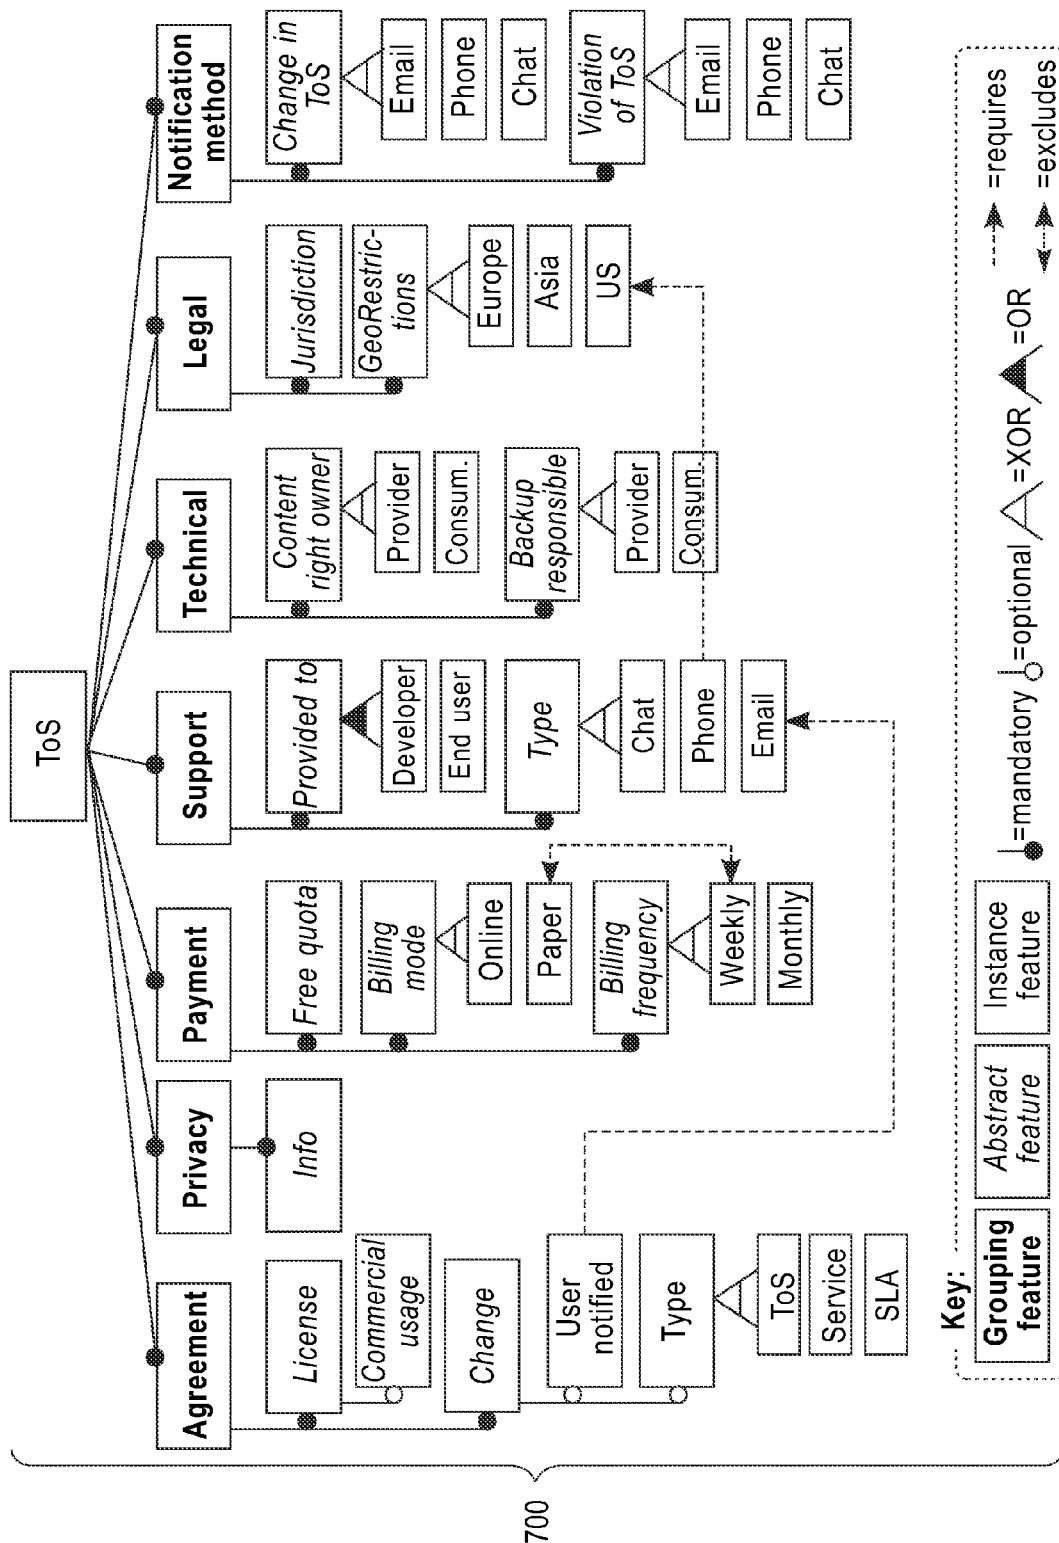 700
ToS
Agreement
License
Commercial
usage
Change
User
notified
Type
ToS
Service
SLA
Privacy
Info
Payment
Free quota
Billing
mode
Online
Paper
Billing
frequency
Weekly
Monthly
Support
Provided to
Developer
End user
Type
Chat
Phone
Email
Technical
Content
right owner
Provider
Consum.
Backup
responsible
Provider
Consum.
Legal
Jurisdiction
GeoRestric-
tions
Europe
Asia
US
Notification
method
Change in
ToS
Email
Phone
Chat
Violation
of ToS
Email
Phone
Chat
Key:
Grouping
feature
Abstract
feature
Instance
feature
=mandatory
=optional
=XOR
=OR
=requires
=excludes